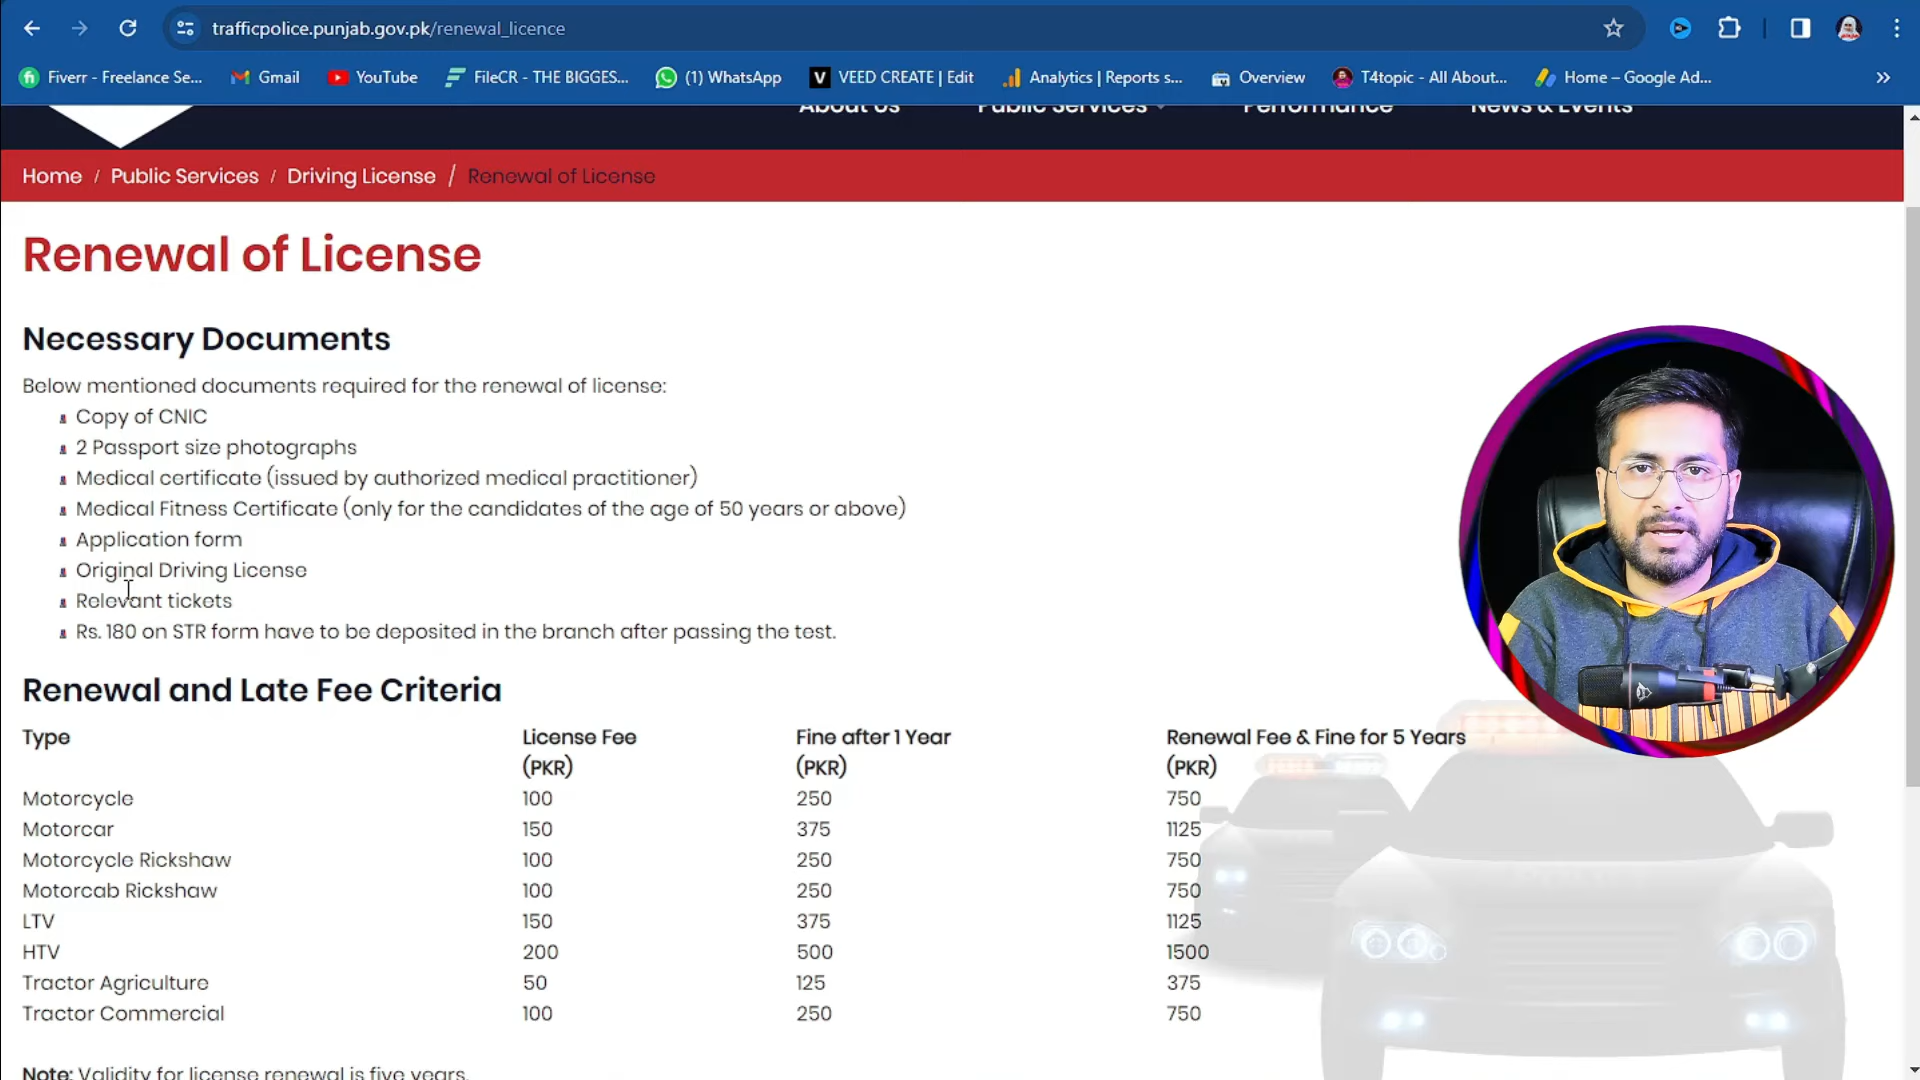 trafficpolice.punjab.gov.pk/renewal_licence
Fiverr - Freelance Se... Gmail YouTube FileCR - THE BIGGES... (1) WhatsApp V VEED CREATE | Edit Analytics | Reports s... Overview T4topic - All About... Home – Google Ad... »
About Us Public Services Performance News & Events
Home / Public Services / Driving License / Renewal of License
Renewal of License
Necessary Documents
Below mentioned documents required for the renewal of license:
Copy of CNIC
2 Passport size photographs
Medical certificate (issued by authorized medical practitioner)
Medical Fitness Certificate (only for the candidates of the age of 50 years or above)
Application form
Original Driving License
Relevant tickets
Rs. 180 on STR form have to be deposited in the branch after passing the test.
Renewal and Late Fee Criteria
Type License Fee Fine after 1 Year Renewal Fee & Fine for 5 Years
(PKR) (PKR) (PKR)
Motorcycle 100 250 750
Motorcar 150 375 1125
Motorcycle Rickshaw 100 250 750
Motorcab Rickshaw 100 250 750
LTV 150 375 1125
HTV 200 500 1500
Tractor Agriculture 50 125 375
Tractor Commercial 100 250 750
Note: Validity for license renewal is five years.